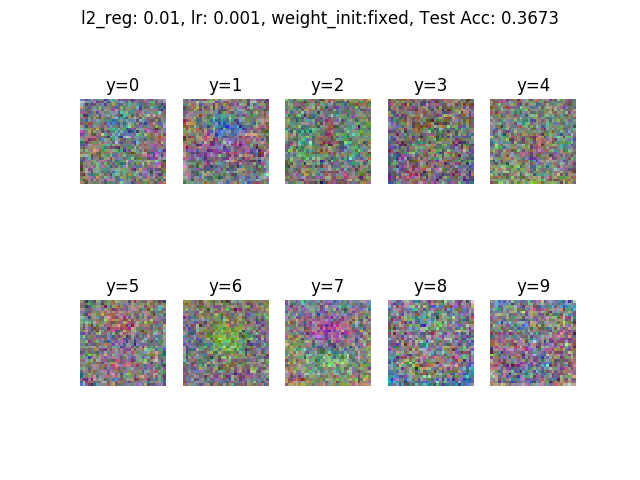 l2_reg: 0.01, lr: 0.001, weight_init:fixed, Test Acc: 0.3673
y=0 y=1 y=2 y=3 y=4
y=5 y=6 y=7 y=8 y=9